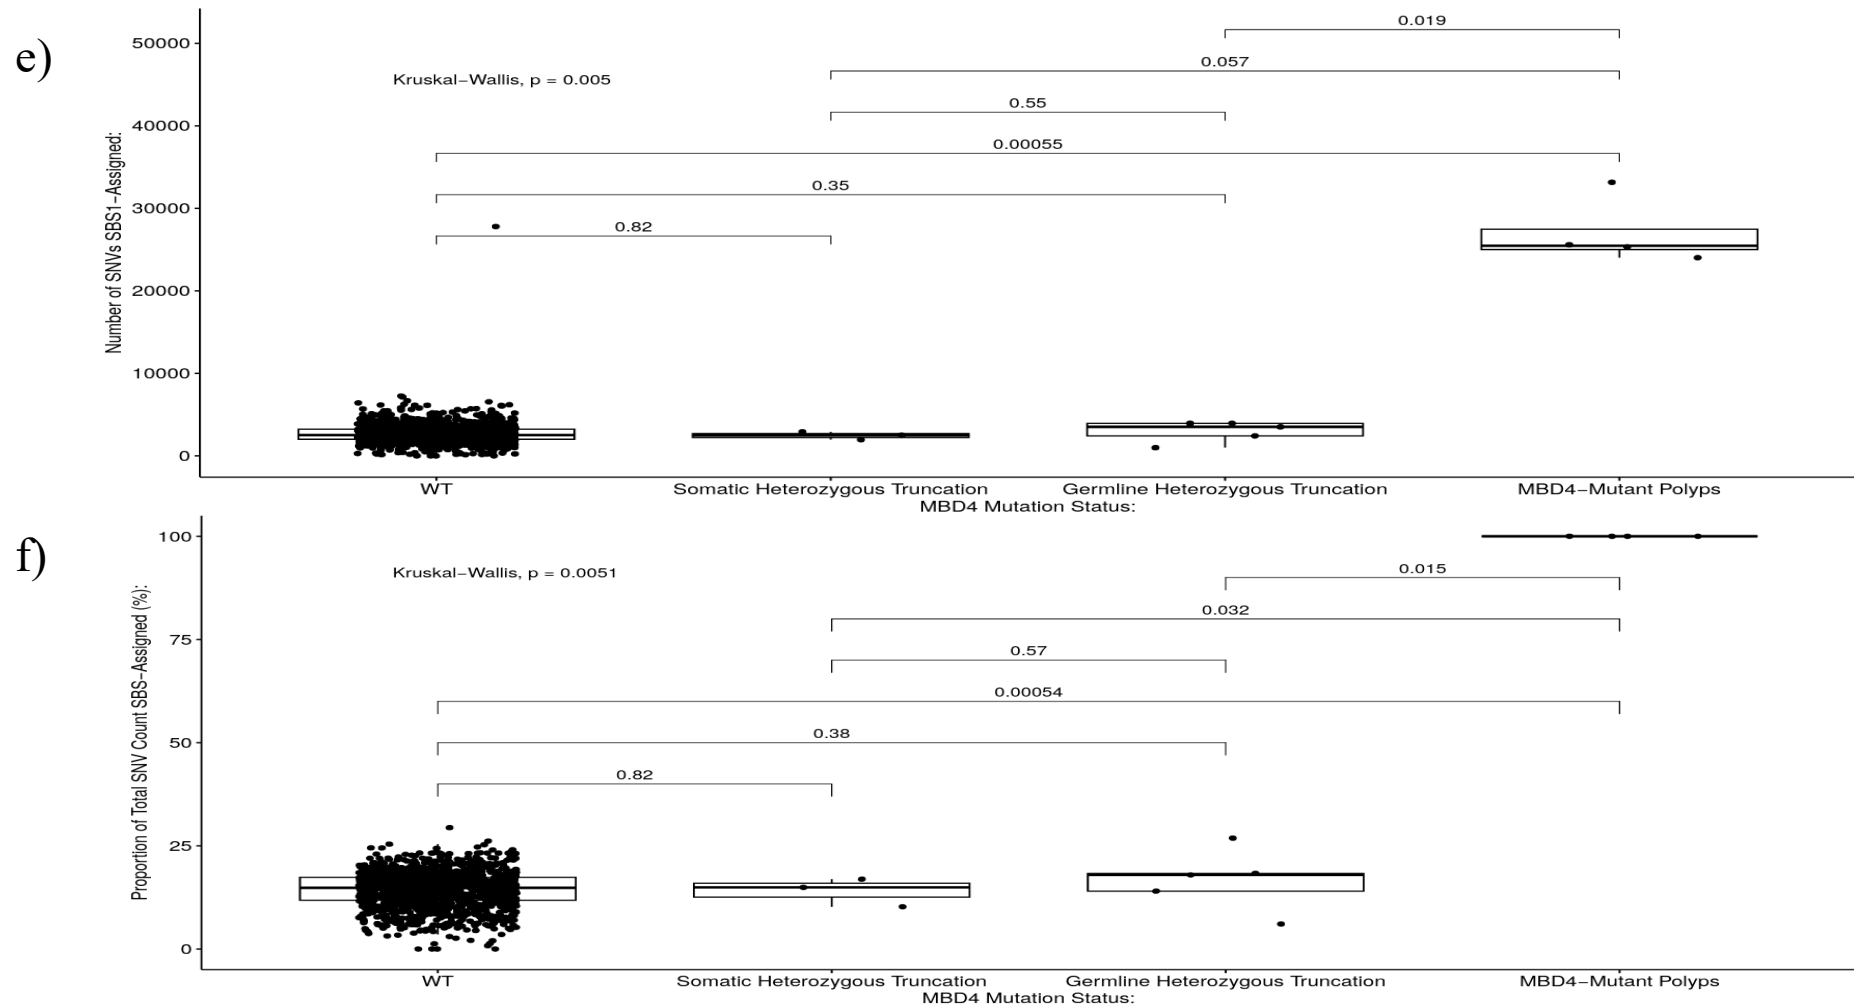 e)
Number of SNVs SBS1-Assigned:
50000
40000
30000
20000
10000
0
Kruskal-Wallis, p = 0.005
0.019
0.057
0.55
0.00055
0.35
0.82
WT
Somatic Heterozygous Truncation
Germline Heterozygous Truncation
MBD4-Mutant Polyps
MBD4 Mutation Status:
f)
Proportion of Total SNV Count SBS-Assigned (%):
100
75
50
25
0
Kruskal-Wallis, p = 0.0051
0.015
0.032
0.57
0.00054
0.38
0.82
WT
Somatic Heterozygous Truncation
Germline Heterozygous Truncation
MBD4-Mutant Polyps
MBD4 Mutation Status: